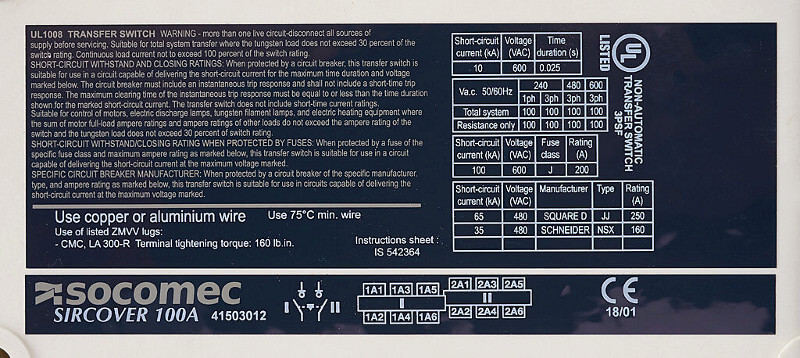 UL1008 TRANSFER SWITCH WARNING - more than one live circuit-disconnect all sources of
supply before servicing. Suitable for total system transfer where the tungsten load does not exceed 30 percent of the
switch rating. Continuous load current not to exceed 100 percent of the switch rating.
SHORT-CIRCUIT WITHSTAND AND CLOSING RATINGS: When protected by a circuit breaker, this transfer switch is
suitable for use in a circuit capable of delivering the short-circuit current for the maximum time duration and voltage
marked below. The circuit breaker must include an instantaneous trip response and shall not include a short-time trip
response. The maximum clearing time of the instantaneous trip response must be equal to or less than the time duration
shown for the marked short-circuit current. The transfer switch does not include short-time current ratings.
Suitable for control of motors, electric discharge lamps, tungsten filament lamps, and electric heating equipment where
the sum of motor full-load ampere ratings and ampere ratings of other loads do not exceed the ampere rating of the
switch and the tungsten load does not exceed 30 percent of switch rating.
SHORT-CIRCUIT WITHSTAND/CLOSING RATING WHEN PROTECTED BY FUSES: When protected by a fuse of the
specific fuse class and maximum ampere rating as marked below, this transfer switch is suitable for use in a circuit
capable of delivering the short-circuit current at the maximum voltage marked.
SPECIFIC CIRCUIT BREAKER MANUFACTURER: When protected by a circuit breaker of the specific manufacturer,
type, and ampere rating as marked below, this transfer switch is suitable for use in circuits capable of delivering the
short-circuit current at the maximum voltage marked.
Use copper or aluminium wire Use 75°C min. wire
Use of listed ZMVV lugs:
- CMC, LA 300-R Terminal tightening torque: 160 lb.in.
Instructions sheet :
IS 542364
Short-circuit Voltage Time
current (kA) (VAC) duration (s)
10 600 0.025
Va.c. 50/60Hz 240 480 600
1ph 3ph 3ph 3ph
Total system 100 100 100 100
Resistance only 100 100 100 100
Short-circuit Voltage Fuse Rating
current (kA) (VAC) class (A)
100 600 J 200
Short-circuit Voltage Manufacturer Type Rating
current (kA) (VAC) (A)
65 480 SQUARE D JJ 250
35 480 SCHNEIDER NSX 160
UL
LISTED
NON-AUTOMATIC
TRANSFER SWITCH
3PSF
socomec
SIRCOVER 100A 41503012
1A1 1A3 1A5
I
1A2 1A4 1A6
2A1 2A3 2A5
II
2A2 2A4 2A6
CE
18/01